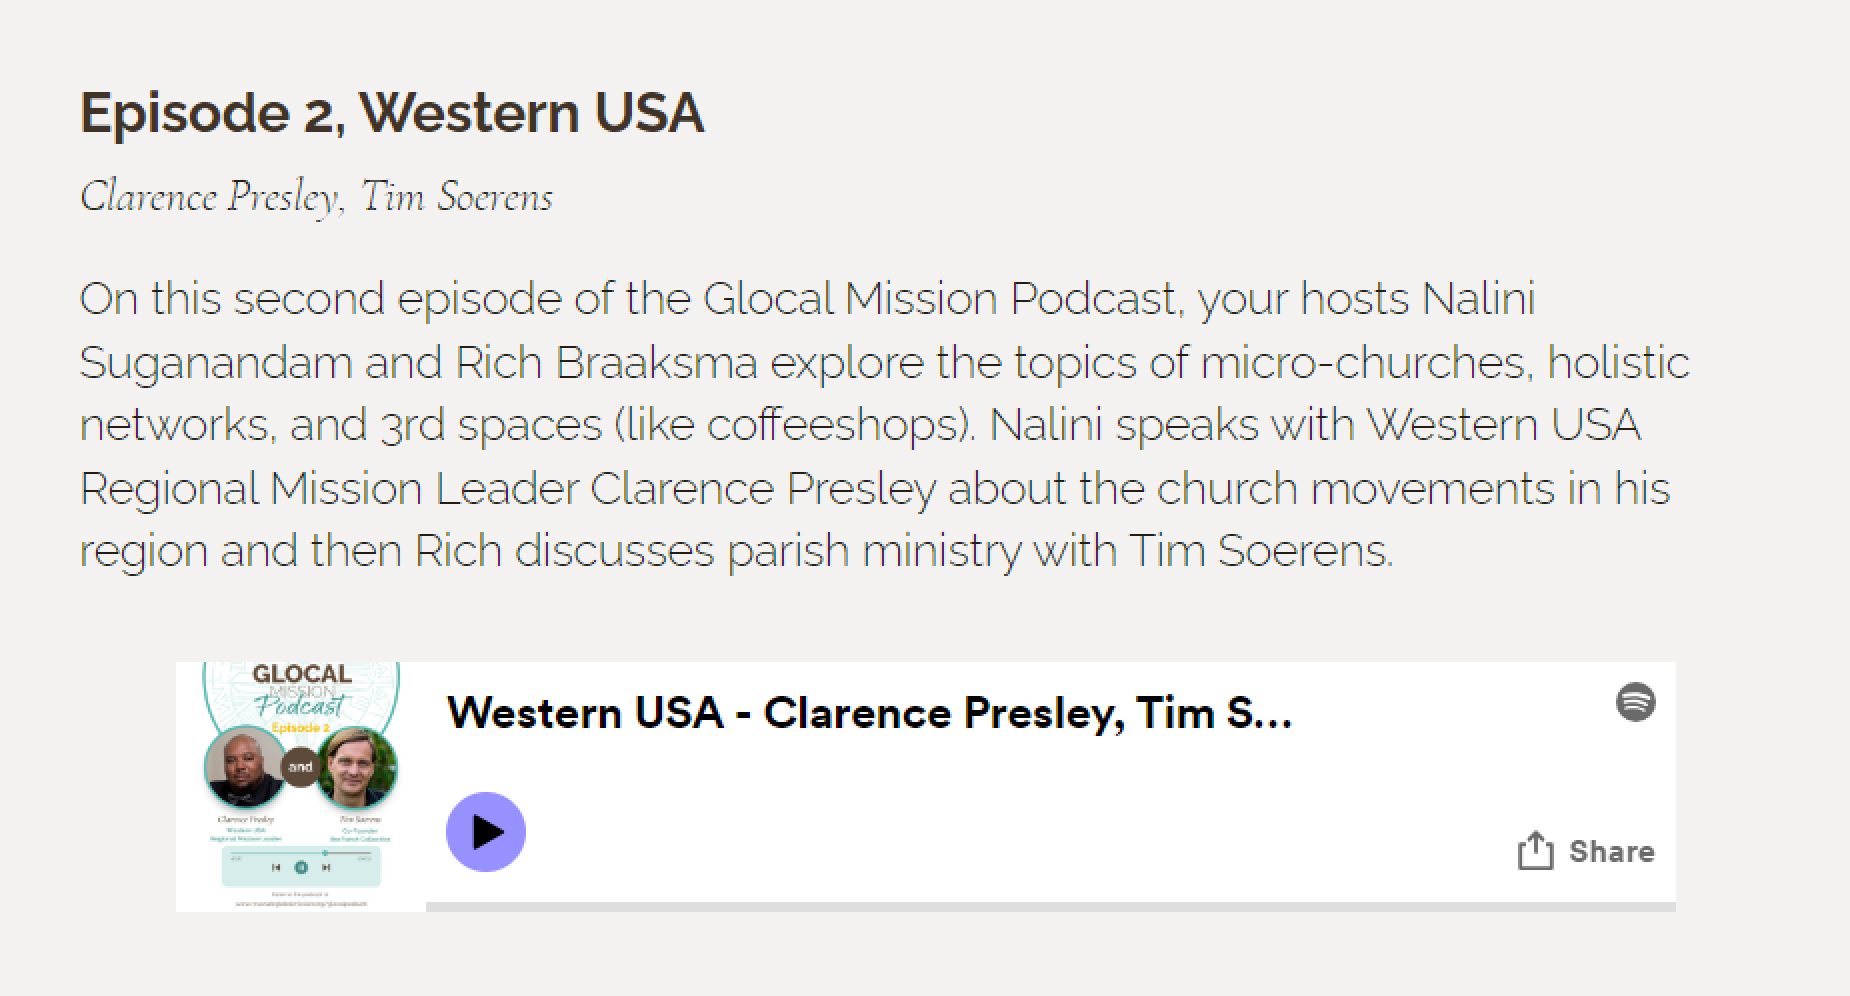 Episode 2, Western USA
Clarence Presley, Tim Soerens
On this second episode of the Glocal Mission Podcast, your hosts Nalini
Suganandam and Rich Braaksma explore the topics of micro-churches, holistic
networks, and 3rd spaces (like coffeeshops). Nalini speaks with Western USA
Regional Mission Leader Clarence Presley about the church movements in his
region and then Rich discusses parish ministry with Tim Soerens.
GLOCAL
MISSION
Podcast
Episode 2
and
Clarence Presley
Tim Soerens
Western USA
Co-Founder
Regional Mission Leader
Western USA - Clarence Presley, Tim S...
Share